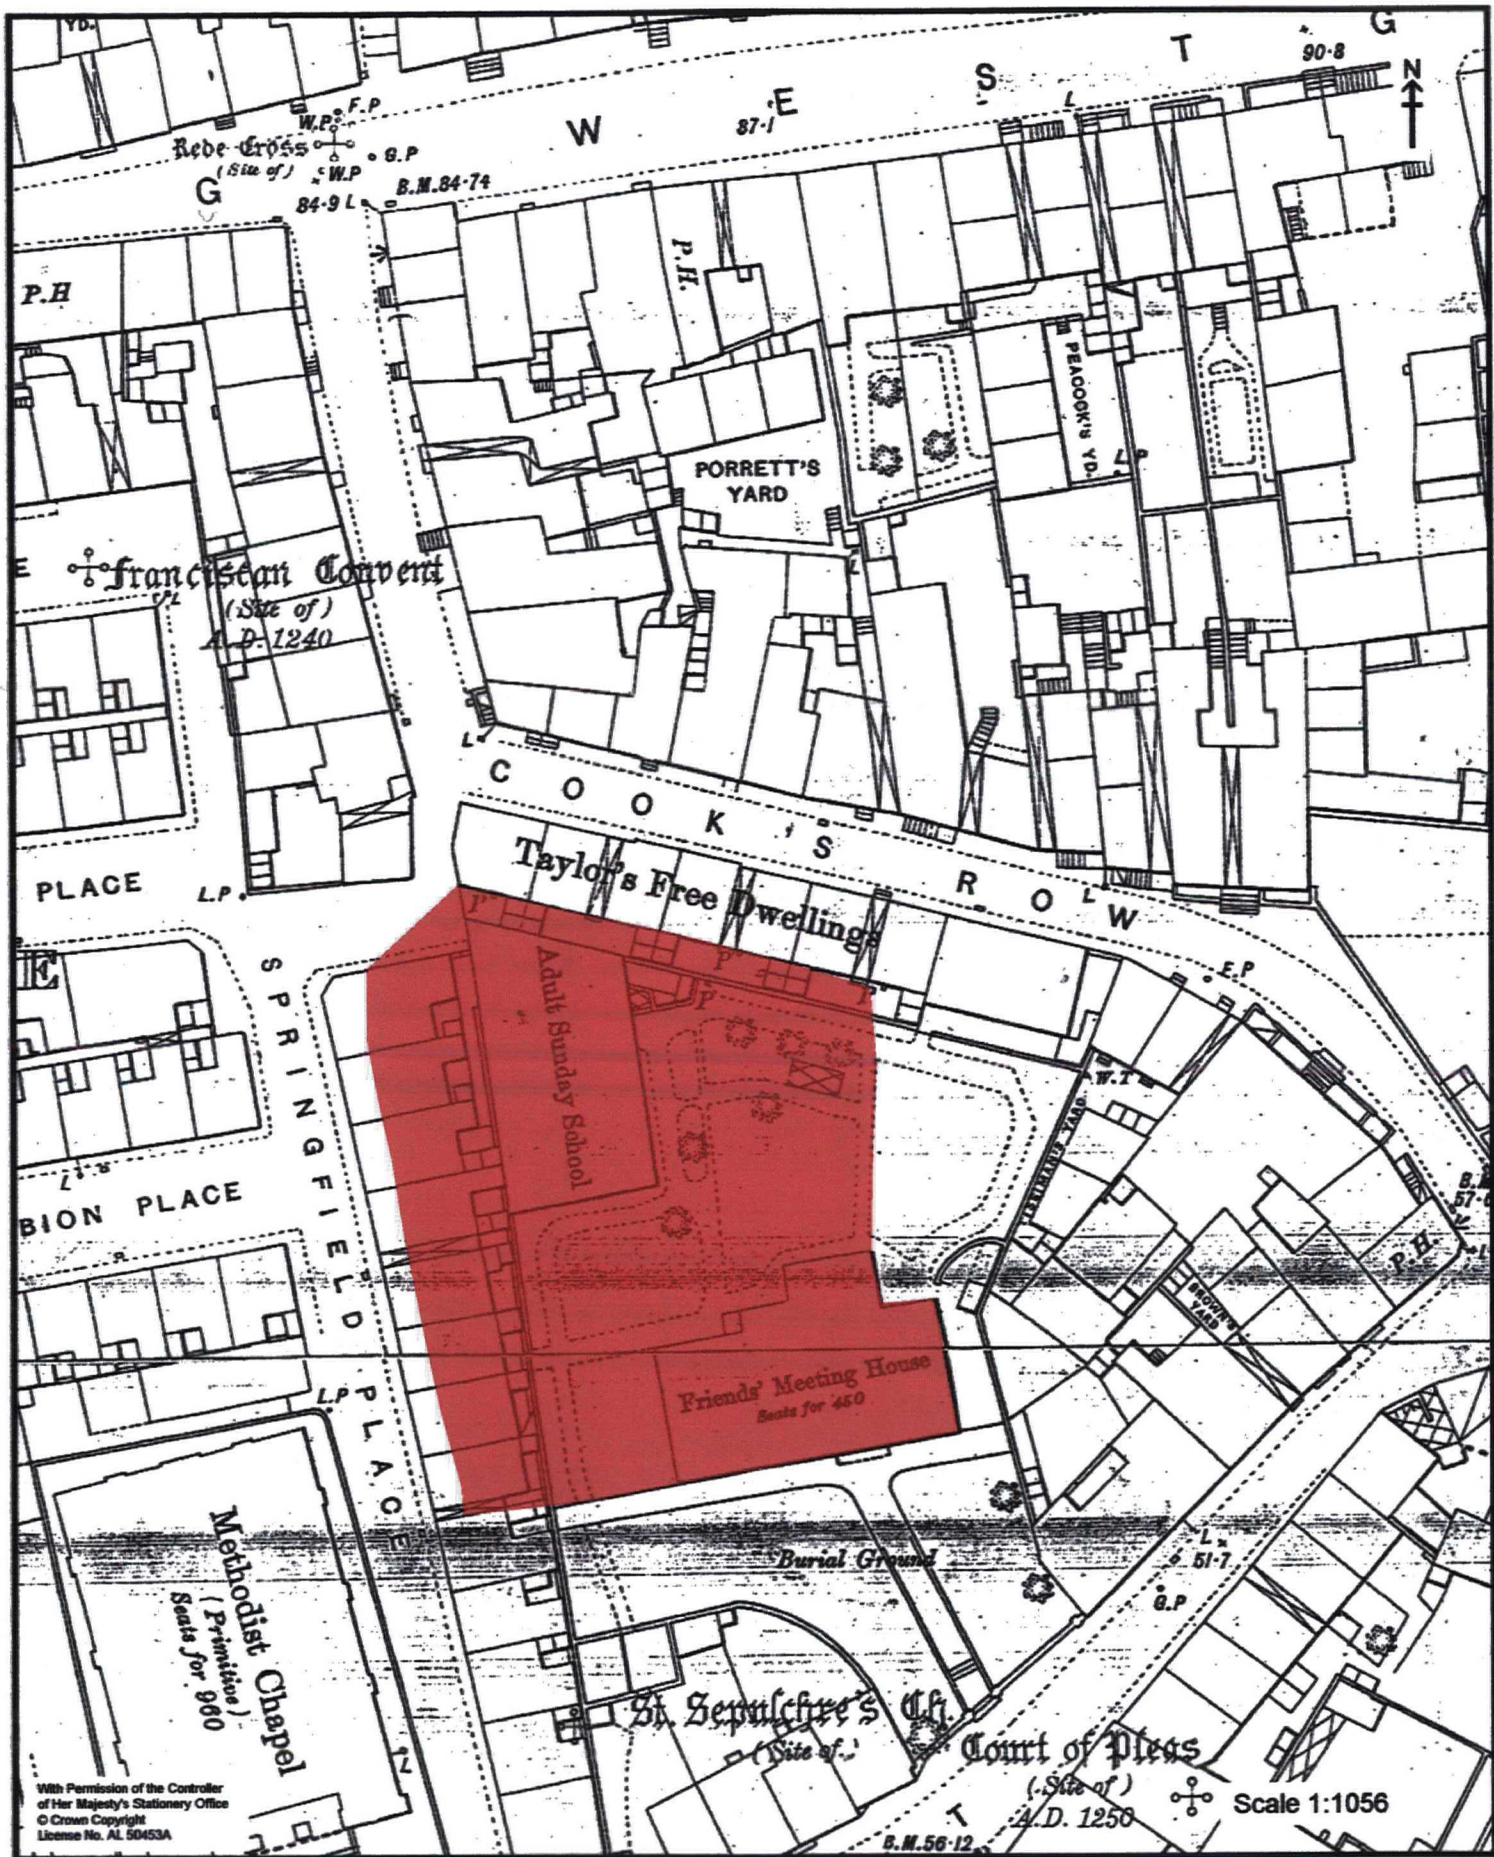 YD.
G
W E S T G
90·8
N
L
F.P
W.P
87·1
Rede Cross
(Site of)
G.P
W.P
B.M.84·74
84·9 L
P.H
P.H.
PEACOCK'S YD.
L.P
PORRETT'S
YARD
L
E
Franciscan Convent
(Site of)
A.D. 1240
L
L
COOK'S ROW
L
Taylor's Free Dwellings
PLACE
L.P
E
P
P
P
P
E.P
SPRINGFIELD PLACE
Adult Sunday School
W.T
BION PLACE
P.H.
BROWN'S
YARD
Friends' Meeting House
Seats for 450
L.P
Methodist Chapel
(Primitive)
Seats for 960
Burial Ground
L
51·7
G.P
St. Sepulchre's Ch.
(Site of)
Court of Pleas
(Site of)
A.D. 1250
T
B.M.56·12
Scale 1:1056
With Permission of the Controller
of Her Majesty's Stationery Office
© Crown Copyright
License No. AL 50453A